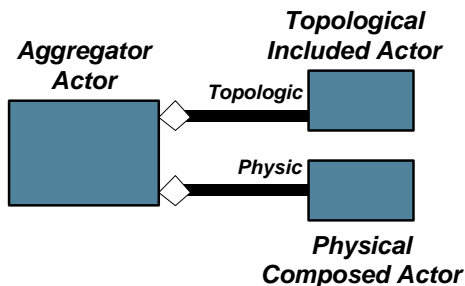 Aggregator
Actor
Topological
Included Actor
Topologic
Physic
Physical
Composed Actor